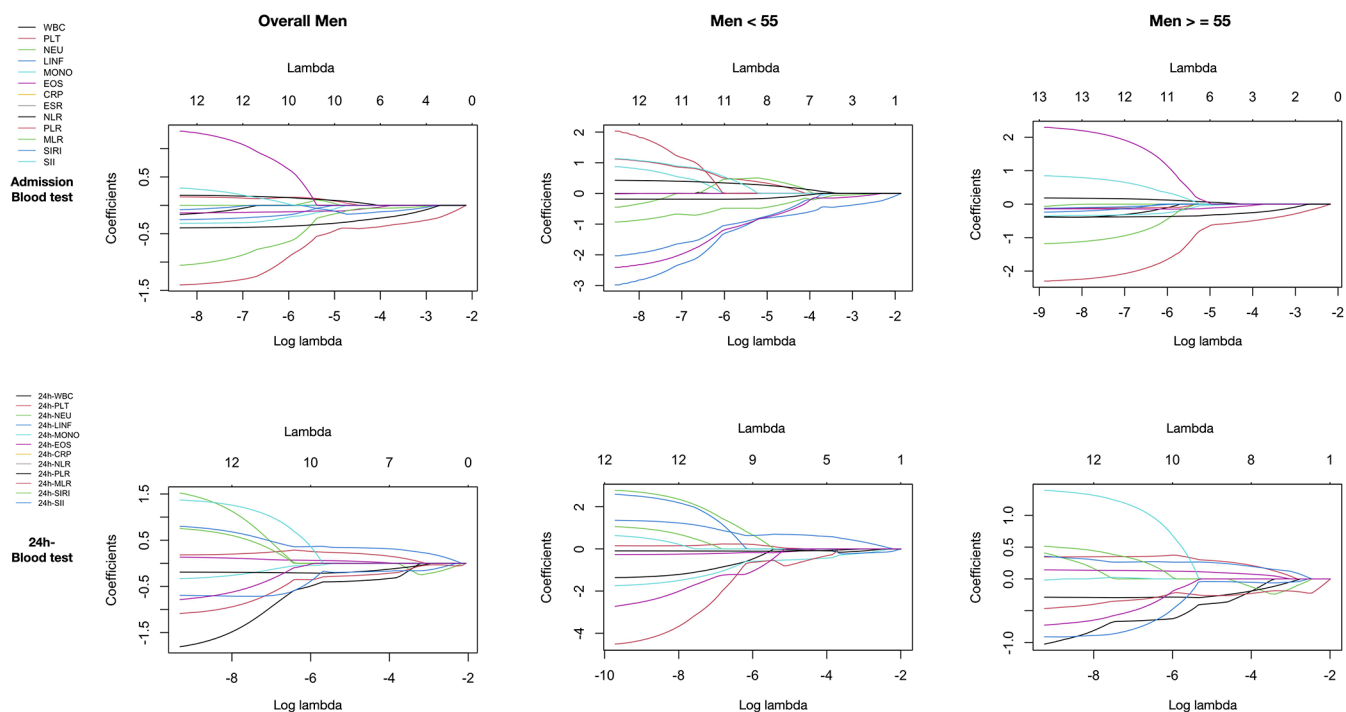 Overall Men
Men < 55
Men > = 55
WBC
PLT
NEU
LINF
MONO
EOS
CRP
ESR
NLR
PLR
MLR
SIRI
SII
Admission
Blood test
Lambda
12 12 10 10 6 4 0
Coefficients
0.5
-0.5
-1.5
-8 -7 -6 -5 -4 -3 -2
Log lambda
Lambda
12 11 11 8 7 3 1
Coefficients
2
1
0
-1
-2
-3
-8 -7 -6 -5 -4 -3 -2
Log lambda
Lambda
13 13 12 11 6 3 2 0
Coefficients
2
1
0
-1
-2
-9 -8 -7 -6 -5 -4 -3 -2
Log lambda
24h-WBC
24h-PLT
24h-NEU
24h-LINF
24h-MONO
24h-EOS
24h-CRP
24h-NLR
24h-PLR
24h-MLR
24h-SIRI
24h-SII
24h-
Blood test
Lambda
12 10 7 0
Coefficients
1.5
0.5
-0.5
-1.5
-8 -6 -4 -2
Log lambda
Lambda
12 12 9 5 1
Coefficients
2
0
-2
-4
-10 -8 -6 -4 -2
Log lambda
Lambda
12 10 8 1
Coefficients
1.0
0.5
0.0
-1.0
-8 -6 -4 -2
Log lambda